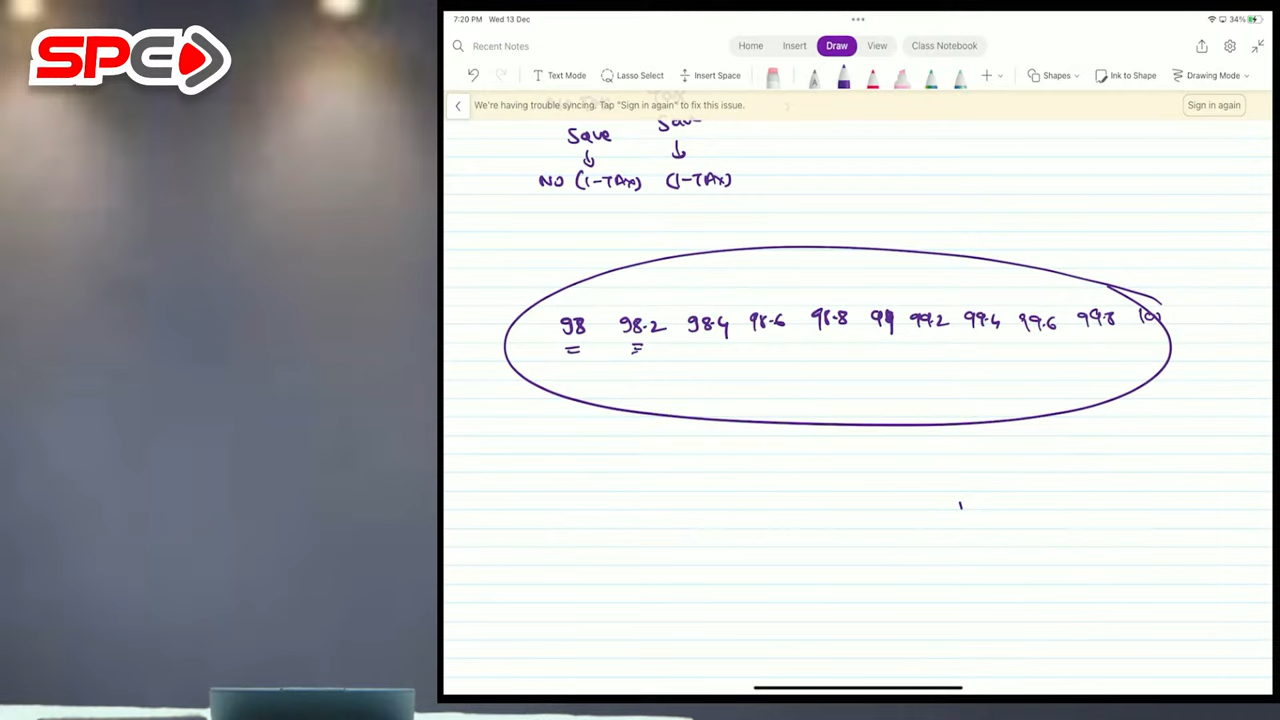 SPED
7:20 PM Wed 13 Dec
34%
Recent Notes
Home Insert Draw View Class Notebook
Text Mode Lasso Select Insert Space Shapes Ink to Shape Drawing Mode
We're having trouble syncing. Tap "Sign in again" to fix this issue. Sign in again
Save Save
NO (1-TAX) (1-TAX)
98 98.2 98.4 98.6 98.8 99 99.2 99.4 99.6 99.8